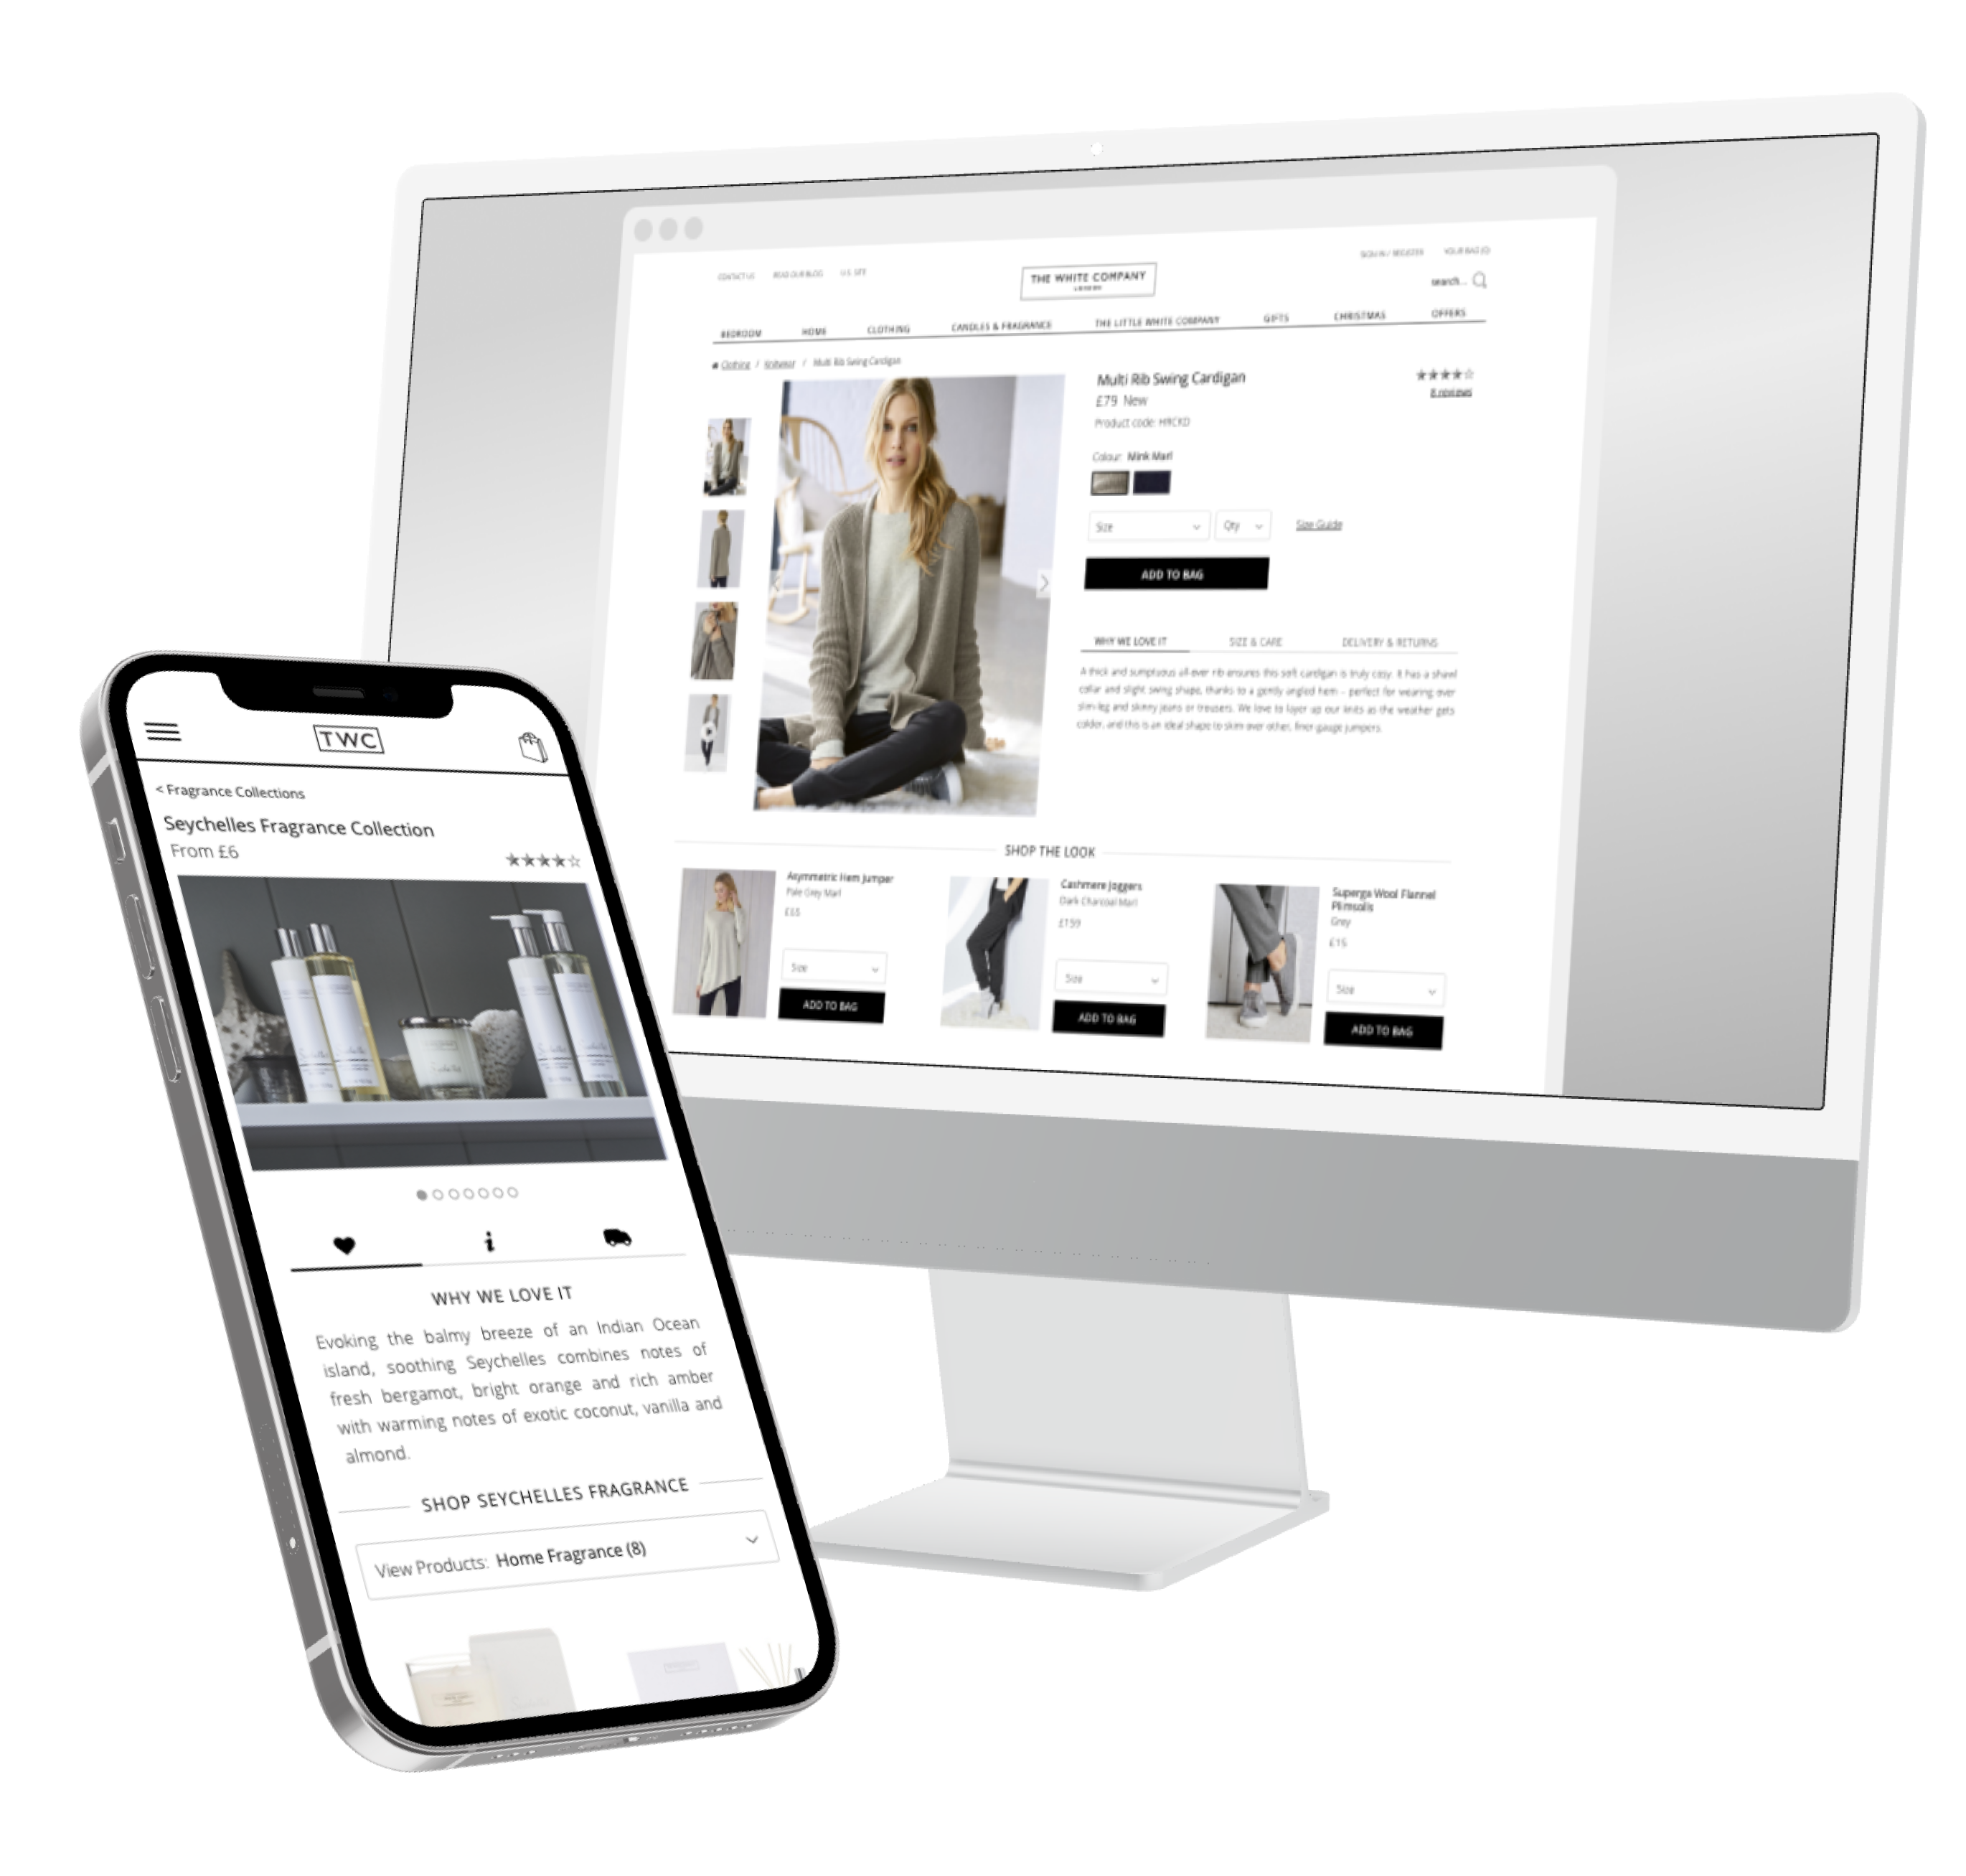 CONTACT US READ OUR BLOG U.S. SITE
SIGN IN / REGISTER YOUR BAG (0)
THE WHITE COMPANY
LONDON
search...
BEDROOM HOME CLOTHING CANDLES & FRAGRANCE THE LITTLE WHITE COMPANY GIFTS CHRISTMAS OFFERS
Clothing / Knitwear / Multi Rib Swing Cardigan
Multi Rib Swing Cardigan
£79 New
8 reviews
Product code:
Colour: Mink Marl
Size Qty Size Guide
ADD TO BAG
WHY WE LOVE IT SIZE & CARE DELIVERY & RETURNS
A thick and sumptuous all-over rib ensures this soft cardigan is truly cosy. It has a shawl
collar and slight swing shape, thanks to a gently angled hem – perfect for wearing over
slim-leg and skinny jeans or trousers. We love to layer up our knits as the weather gets
colder, and this is an ideal shape to skim over other, finer gauge jumpers.
SHOP THE LOOK
Asymmetric Hem Jumper
Pale Grey Marl
£65
Size
ADD TO BAG
Cashmere Joggers
Dark Charcoal Marl
£159
Size
ADD TO BAG
Superga Wool Flannel
Plimsolls
Grey
£15
Size
ADD TO BAG
TWC
< Fragrance Collections
Seychelles Fragrance Collection
From £6
WHY WE LOVE IT
Evoking the balmy breeze of an Indian Ocean
island, soothing Seychelles combines notes of
fresh bergamot, bright orange and rich amber
with warming notes of exotic coconut, vanilla and
almond.
SHOP SEYCHELLES FRAGRANCE
View Products: Home Fragrance (8)